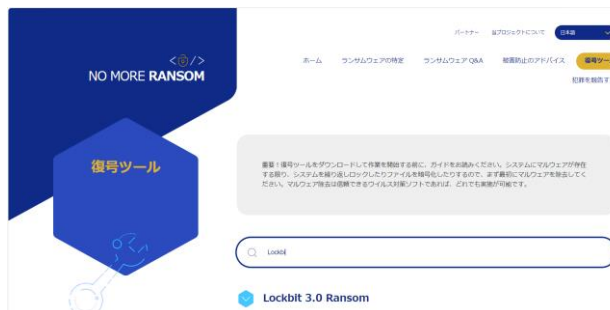 パートナー 当プロジェクトについて 日本語
NO MORE RANSOM
ホーム ランサムウェアの特定 ランサムウェア Q&A 被害防止のアドバイス 復号ツー
犯罪を報告す
復号ツール
重要！復号ツールをダウンロードして作業を開始する前に、ガイドをお読みください。システムにマルウェアが存在
する限り、システムを繰り返しロックしたりファイルを暗号化したりするので、まず最初にマルウェアを除去してく
ださい。マルウェア除去は信頼できるウイルス対策ソフトであれば、どれでも実施が可能です。
Lockbi
Lockbit 3.0 Ransom